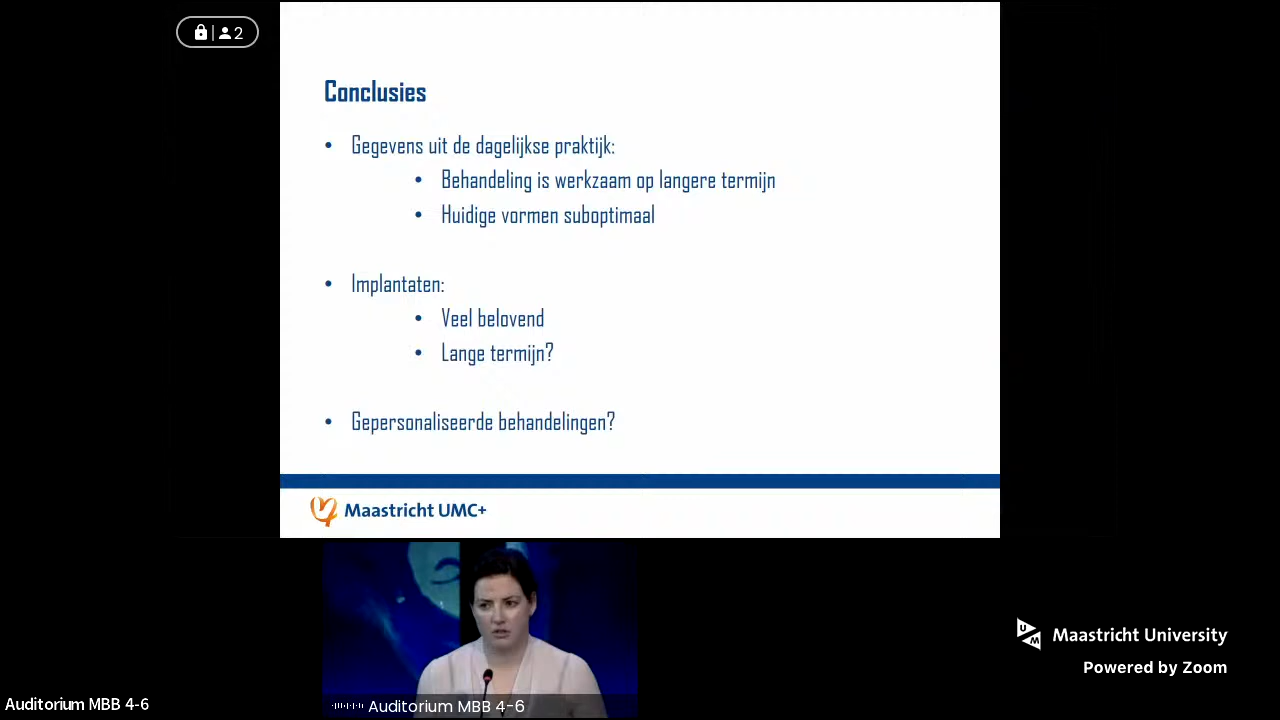 2
Conclusies
• Gegevens uit de dagelijkse praktijk:
• Behandeling is werkzaam op langere termijn
• Huidige vormen suboptimaal
• Implantaten:
• Veel belovend
• Lange termijn?
• Gepersonaliseerde behandelingen?
Maastricht UMC+
Auditorium MBB 4-6
UM Maastricht University
Powered by Zoom
Auditorium MBB 4-6